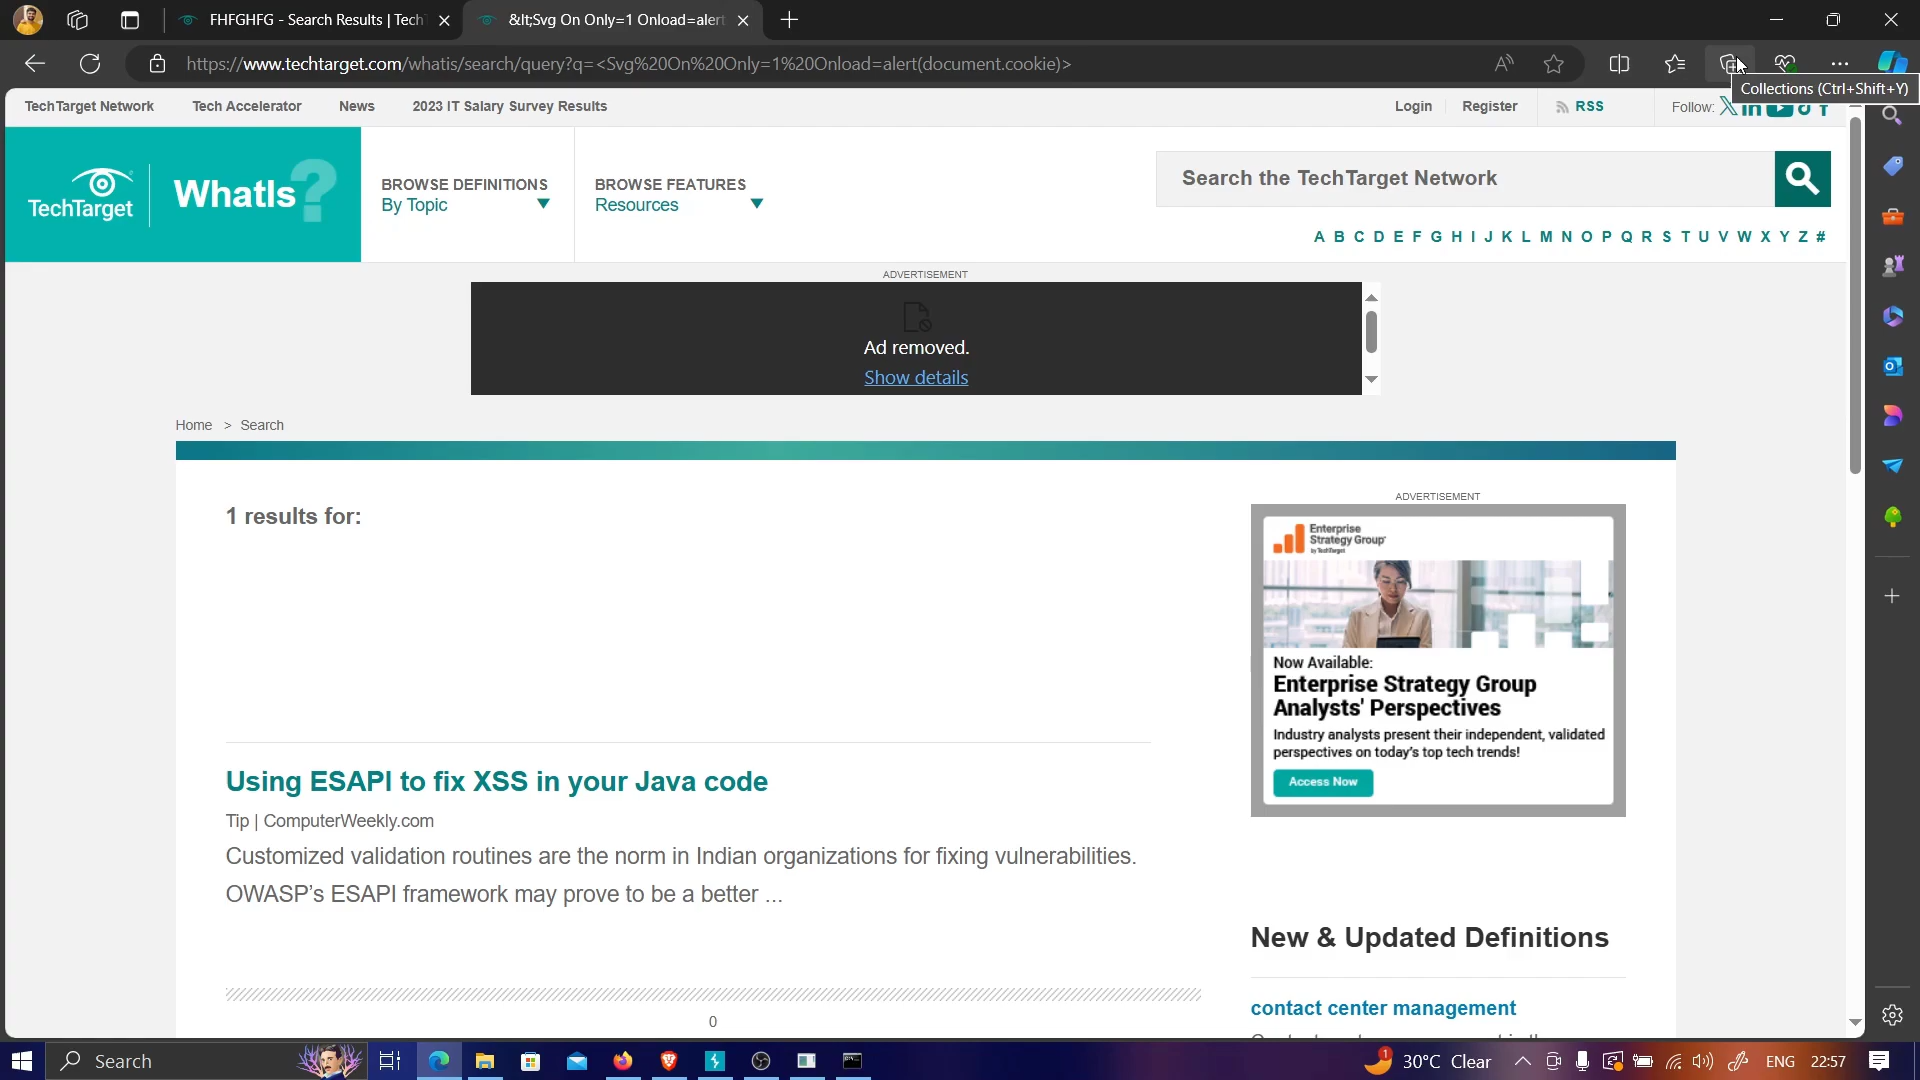 FHFGHFG - Search Results | Tech
&lt;Svg On Only=1 Onload=alert
https://www.techtarget.com/whatis/search/query?q=<Svg%20On%20Only=1%20Onload=alert(document.cookie)>
Collections (Ctrl+Shift+Y)
TechTarget Network
Tech Accelerator
News
2023 IT Salary Survey Results
Login
Register
RSS
Follow:
TechTarget
WhatIs?
BROWSE DEFINITIONS
By Topic
BROWSE FEATURES
Resources
Search the TechTarget Network
A B C D E F G H I J K L M N O P Q R S T U V W X Y Z #
ADVERTISEMENT
Ad removed.
Show details
Home > Search
1 results for:
Using ESAPI to fix XSS in your Java code
Tip | ComputerWeekly.com
Customized validation routines are the norm in Indian organizations for fixing vulnerabilities.
OWASP's ESAPI framework may prove to be a better ...
0
ADVERTISEMENT
Enterprise
Strategy Group
by TechTarget
Now Available:
Enterprise Strategy Group
Analysts' Perspectives
Industry analysts present their independent, validated
perspectives on today's top tech trends!
Access Now
New & Updated Definitions
contact center management
Search
1
30°C Clear
ENG
22:57